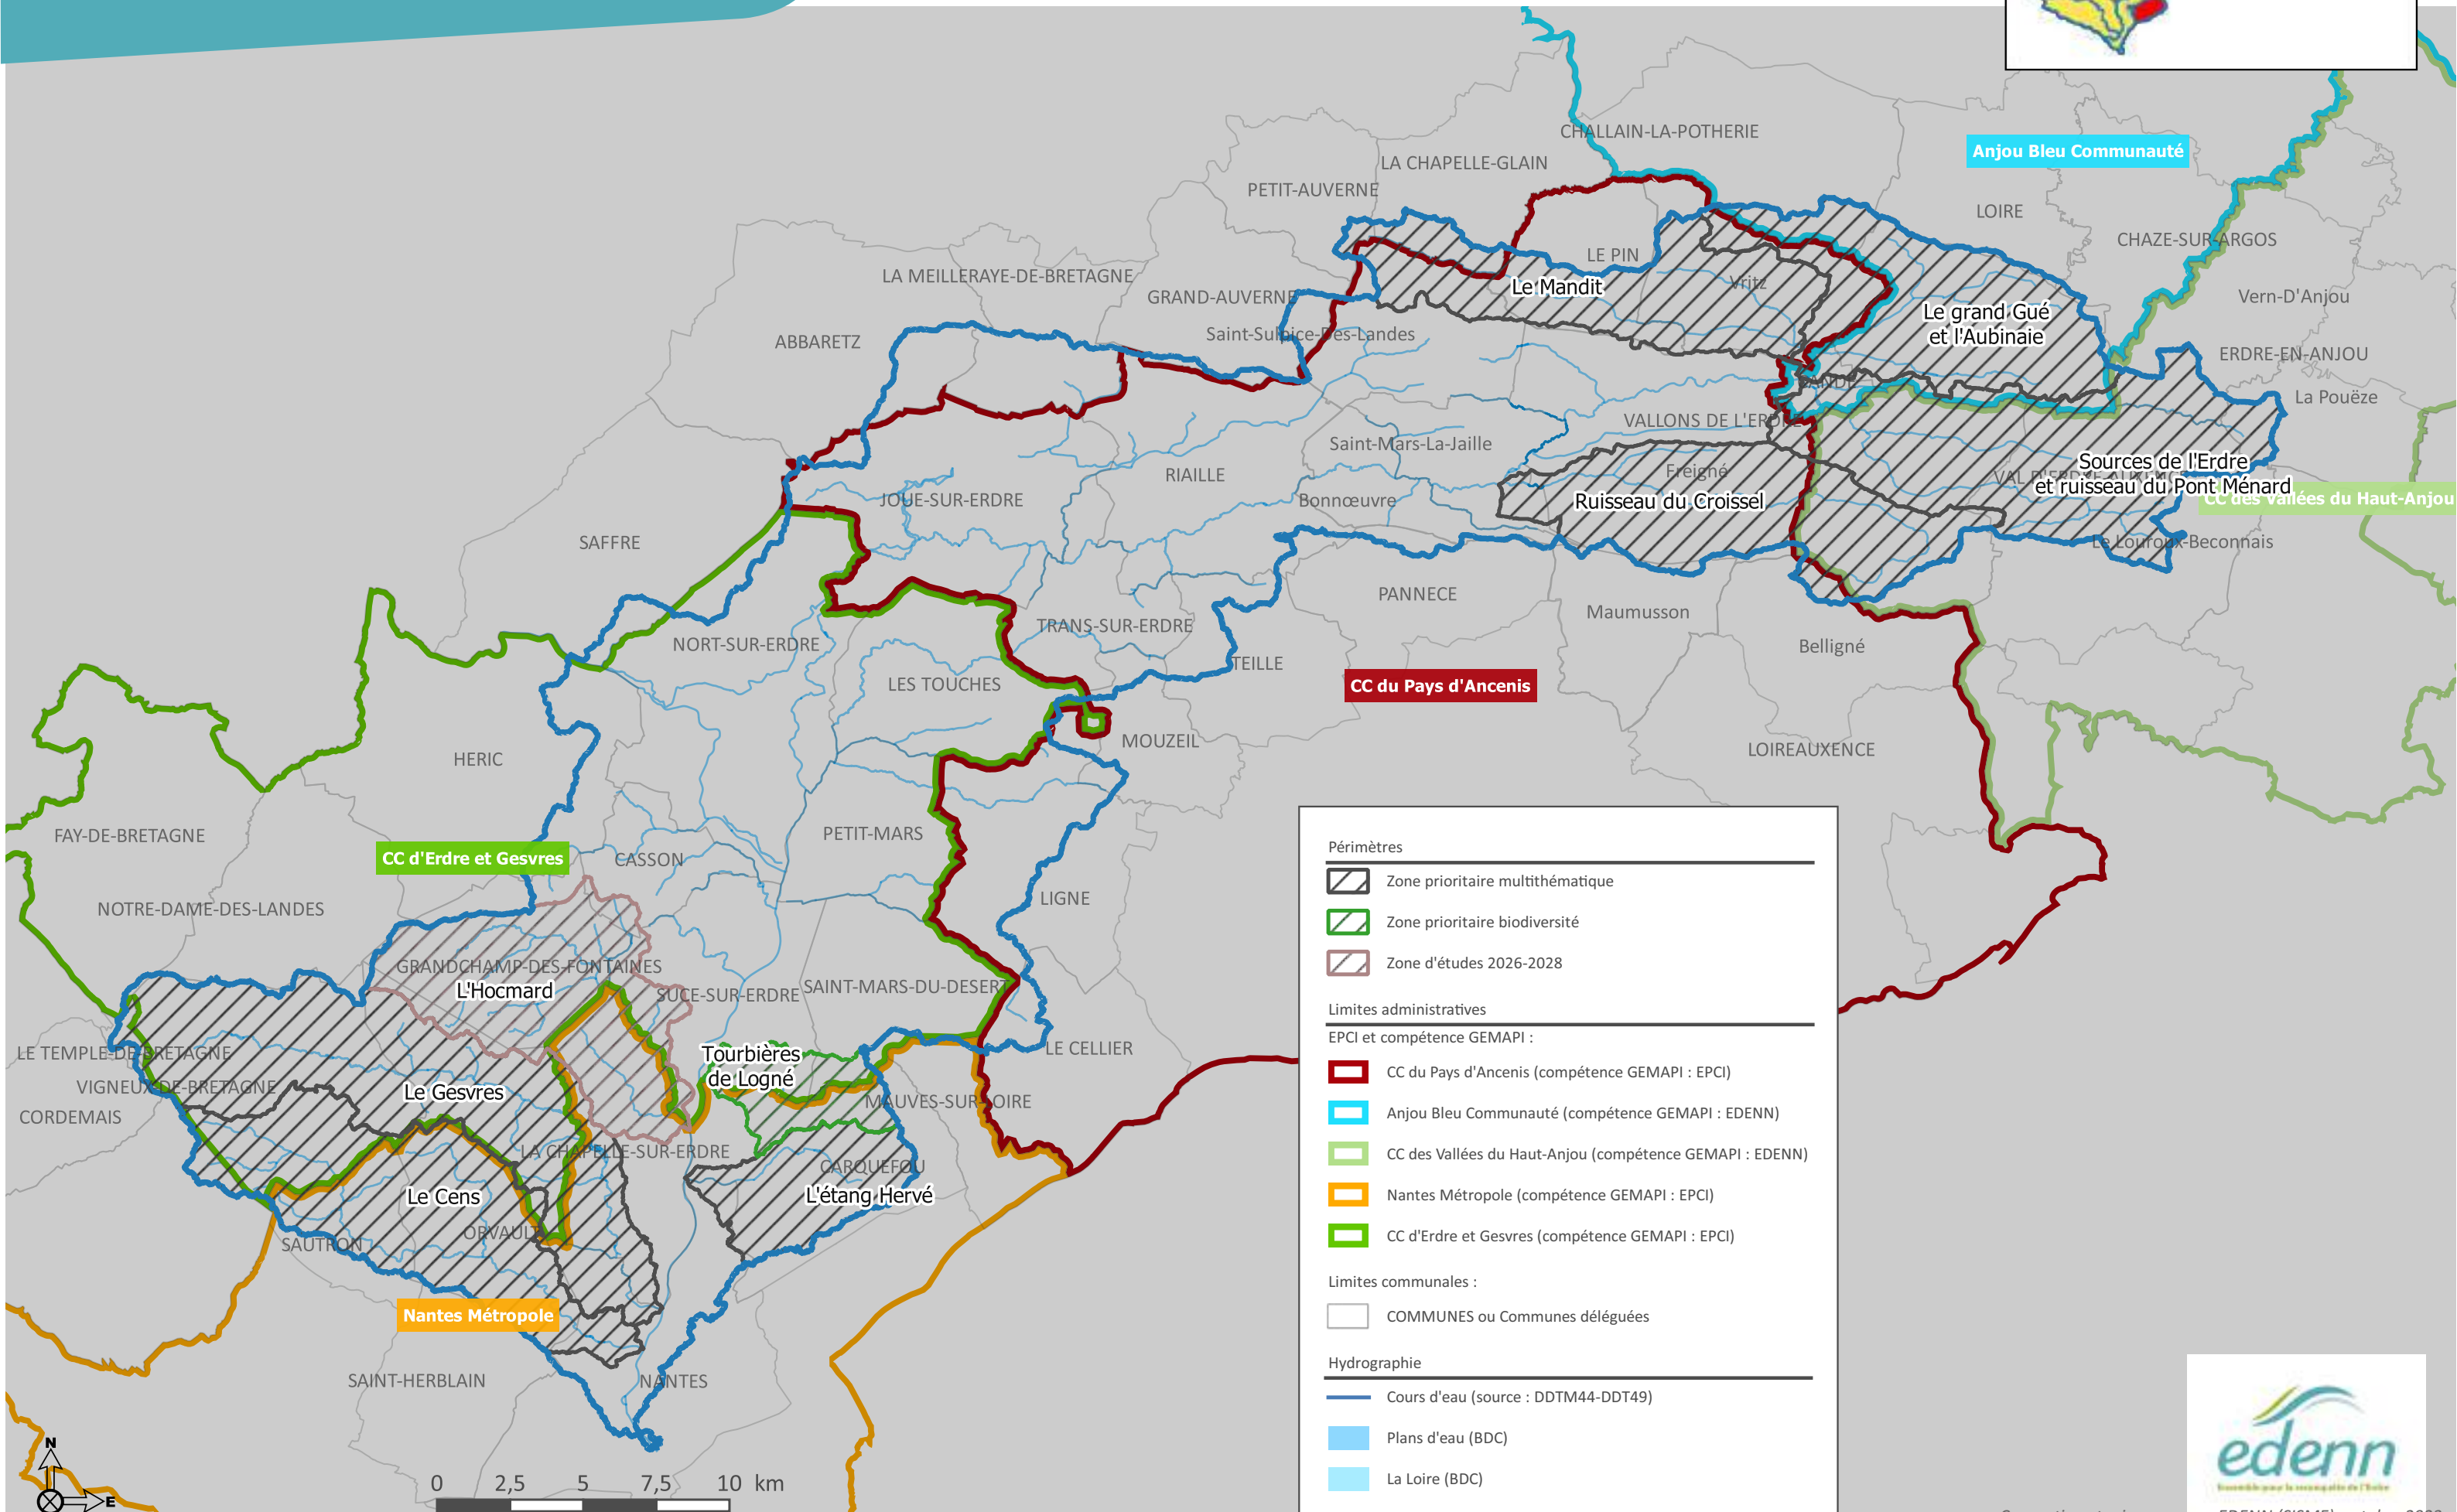 CHALLAIN-LA-POTHERIE
Anjou Bleu Communauté
LA CHAPELLE-GLAIN
PETIT-AUVERNE
LOIRE
CHAZE-SUR-ARGOS
LE PIN
LA MEILLERAYE-DE-BRETAGNE
Le Mandit
Vritz
GRAND-AUVERNE
Vern-D'Anjou
Le grand Gué
et l'Aubinaie
Saint-Sulpice-Des-Landes
ABBARETZ
ERDRE-EN-ANJOU
La Pouëze
VALLONS DE L'ERDRE
Saint-Mars-La-Jaille
Sources de l'Erdre
et ruisseau du Pont Ménard
RIAILLE
Freigné
JOUE-SUR-ERDRE
Bonnœuvre
Ruisseau du Croissel
CC des Vallées du Haut-Anjou
SAFFRE
Le Louroux-Beconnais
PANNECE
Maumusson
TRANS-SUR-ERDRE
NORT-SUR-ERDRE
Belligné
TEILLE
LES TOUCHES
CC du Pays d'Ancenis
MOUZEIL
LOIREAUXENCE
HERIC
FAY-DE-BRETAGNE
PETIT-MARS
CC d'Erdre et Gesvres
CASSON
LIGNE
NOTRE-DAME-DES-LANDES
GRANDCHAMP-DES-FONTAINES
L'Hocmard
SUCE-SUR-ERDRE
SAINT-MARS-DU-DESERT
LE TEMPLE-DE-BRETAGNE
Tourbières
de Logné
LE CELLIER
VIGNEUX-DE-BRETAGNE
Le Gesvres
MAUVES-SUR-LOIRE
CORDEMAIS
LA CHAPELLE-SUR-ERDRE
CARQUEFOU
Le Cens
L'étang Hervé
ORVAULT
SAUTRON
Nantes Métropole
SAINT-HERBLAIN
NANTES
Périmètres
Zone prioritaire multithématique
Zone prioritaire biodiversité
Zone d'études 2026-2028
Limites administratives
EPCI et compétence GEMAPI :
CC du Pays d'Ancenis (compétence GEMAPI : EPCI)
Anjou Bleu Communauté (compétence GEMAPI : EDENN)
CC des Vallées du Haut-Anjou (compétence GEMAPI : EDENN)
Nantes Métropole (compétence GEMAPI : EPCI)
CC d'Erdre et Gesvres (compétence GEMAPI : EPCI)
Limites communales :
COMMUNES ou Communes déléguées
Hydrographie
Cours d'eau (source : DDTM44-DDT49)
Plans d'eau (BDC)
La Loire (BDC)
N
E
0 2,5 5 7,5 10 km
edenn
Ensemble pour la reconquête de l'Erdre